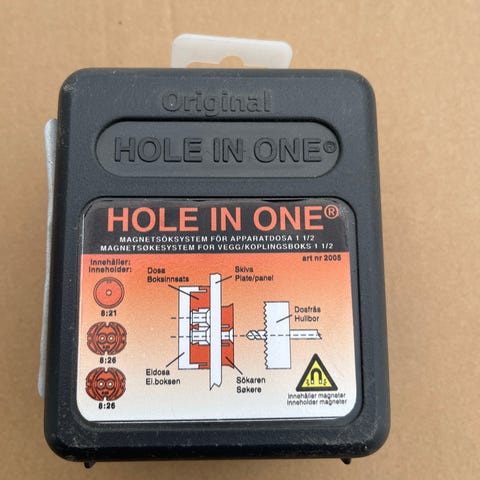 Original
HOLE IN ONE®
HOLE IN ONE®
MAGNETSÖKSYSTEM FÖR APPARATDOSA 1 1/2
MAGNETSØKESYSTEM FOR VEGG/KOPLINGSBOKS 1 1/2
art nr 2005
Innehåller:
Inneholder:
8:21
8:26
8:26
Dosa
Boksinnsats
Skiva
Plate/panel
Dosfräs
Hullbor
Eldosa
El.boksen
Sökaren
Søkere
Innehåller magneter
Inneholder magneter